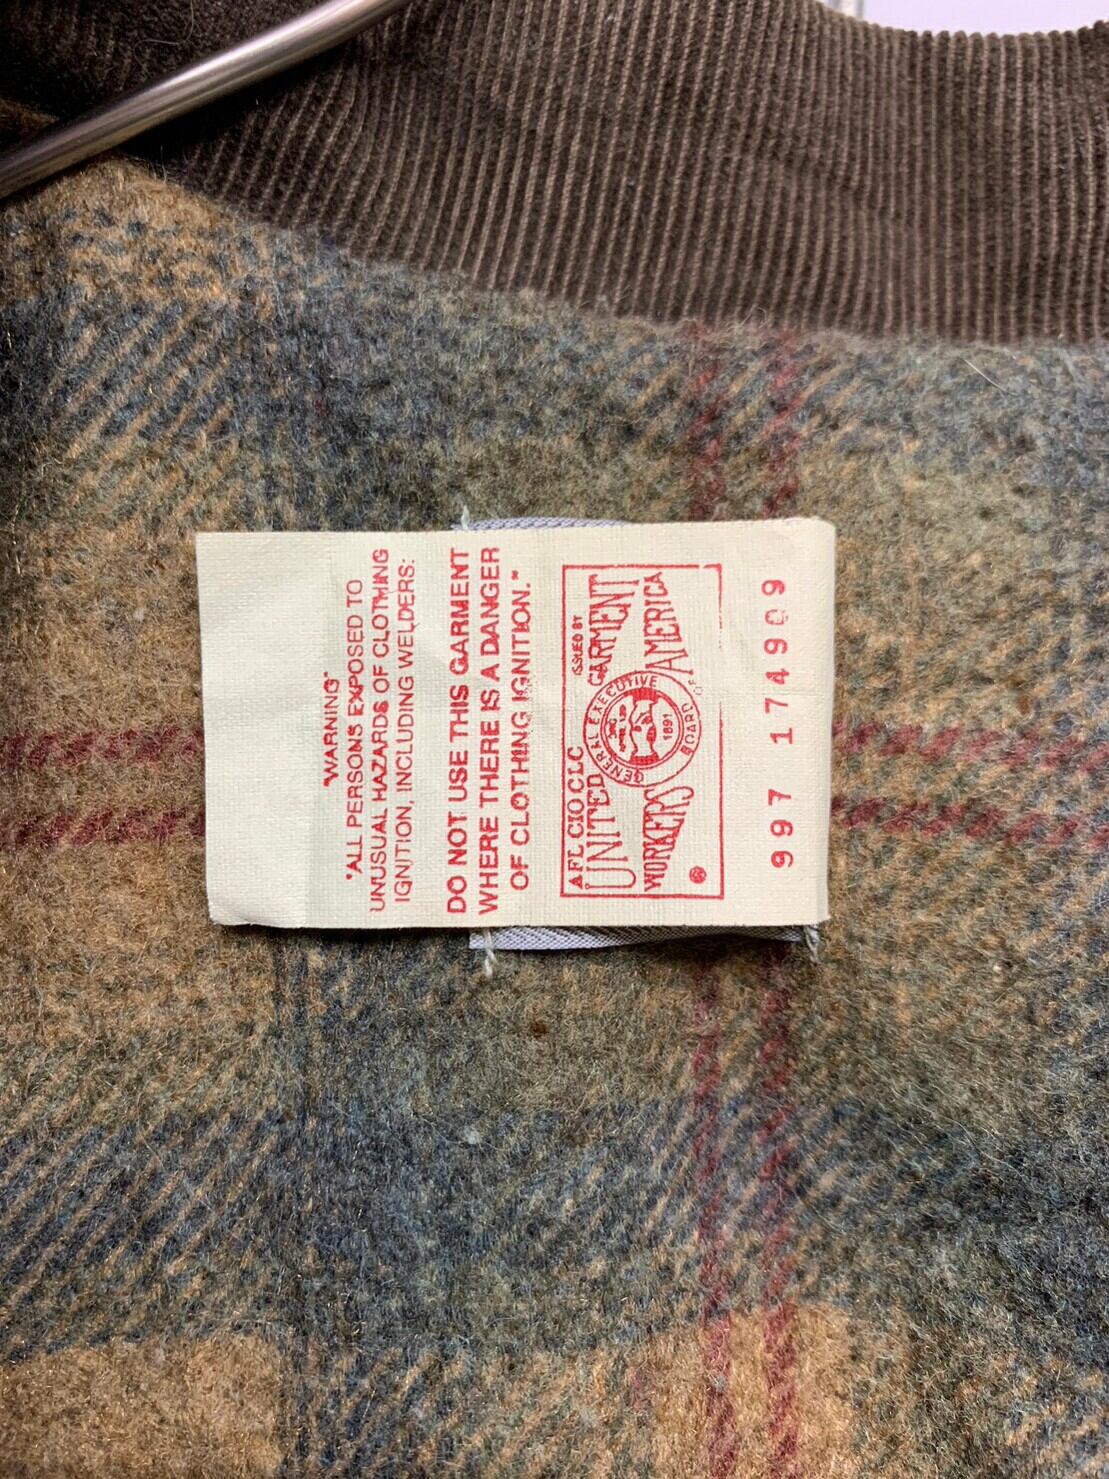 "WARNING"
"ALL PERSONS EXPOSED TO
UNUSUAL HAZARDS OF CLOTHING
IGNITION, INCLUDING WELDERS:
DO NOT USE THIS GARMENT
WHERE THERE IS A DANGER
OF CLOTHING IGNITION."
AFL CIO CLC ISSUED BY
UNITED GARMENT
GENERAL EXECUTIVE BOARD
1891
WORKERS OF AMERICA
997 174909